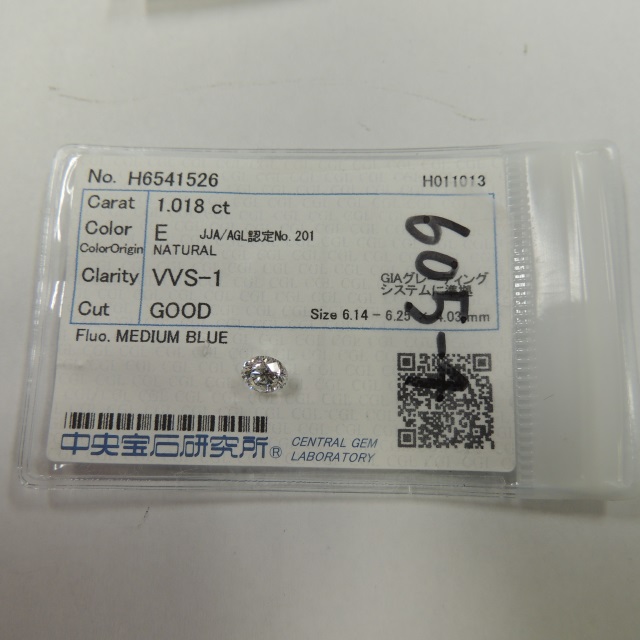 No. H6541526 H011013
Carat 1.018 ct
Color E JJA/AGL認定No.201
ColorOrigin NATURAL
Clarity VVS-1 GIAグレーディング
システムに準拠
Cut GOOD Size 6.14 - 6.25 mm
Fluo. MEDIUM BLUE
605-1
中央宝石研究所® CENTRAL GEM
LABORATORY